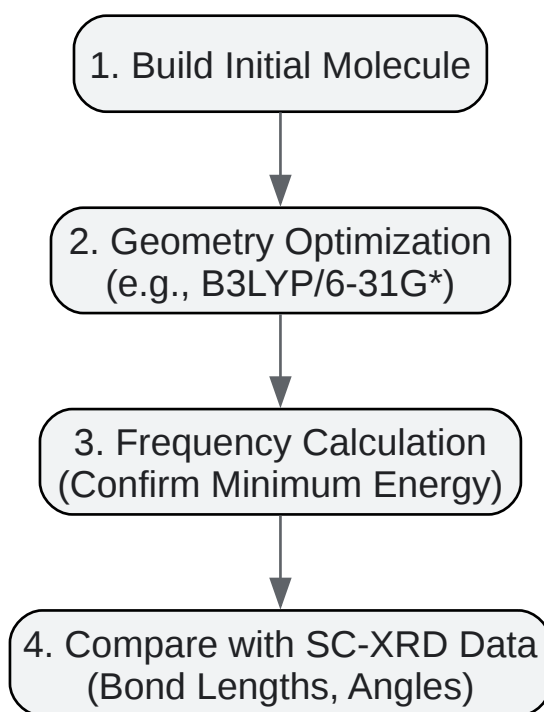 1. Build Initial Molecule
2. Geometry Optimization
(e.g., B3LYP/6-31G*)
3. Frequency Calculation
(Confirm Minimum Energy)
4. Compare with SC-XRD Data
(Bond Lengths, Angles)